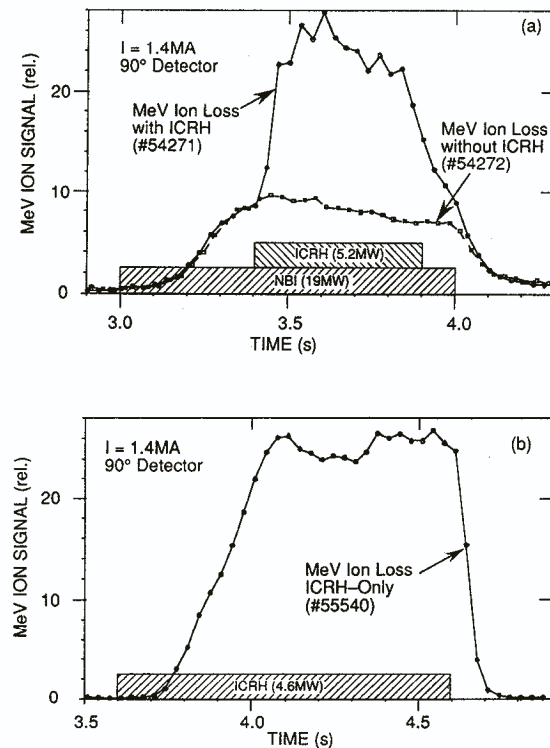 (a)
I = 1.4MA
90° Detector
MeV Ion Loss
with ICRH
(#54271)
MeV Ion Loss
without ICRH
(#54272)
ICRH (5.2MW)
NBI (19MW)
MeV ION SIGNAL (rel.)
20
10
0
3.0
3.5
4.0
TIME (s)
(b)
I = 1.4MA
90° Detector
MeV Ion Loss
ICRH–Only
(#55540)
ICRH (4.6MW)
MeV ION SIGNAL (rel.)
20
10
0
3.5
4.0
4.5
TIME (s)